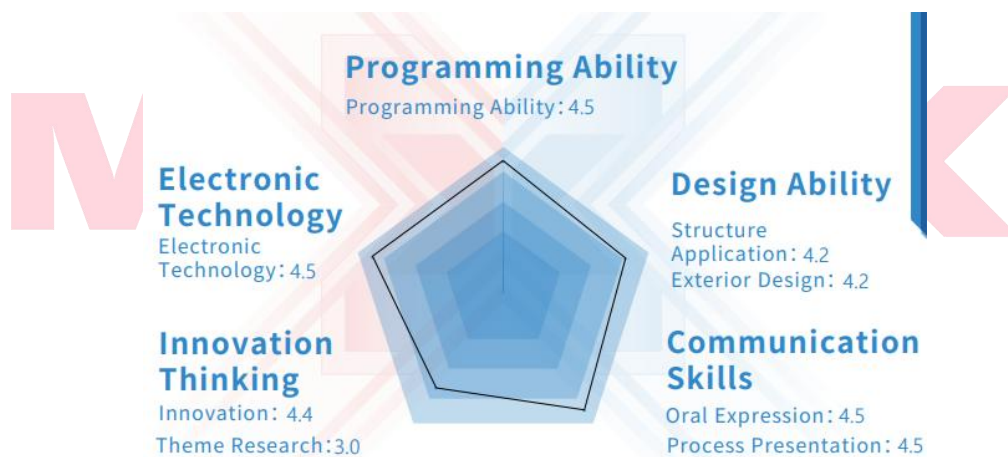 Programming Ability
Programming Ability: 4.5
Electronic
Technology
Electronic
Technology: 4.5
Design Ability
Structure
Application: 4.2
Exterior Design: 4.2
Innovation
Thinking
Innovation: 4.4
Theme Research:3.0
Communication
Skills
Oral Expression: 4.5
Process Presentation: 4.5